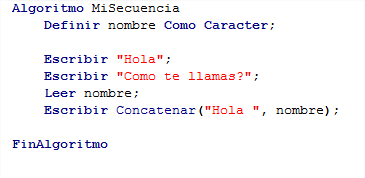 Algoritmo MiSecuencia
Definir nombre Como Caracter;
Escribir "Hola";
Escribir "Como te llamas?";
Leer nombre;
Escribir Concatenar("Hola ", nombre);
FinAlgoritmo